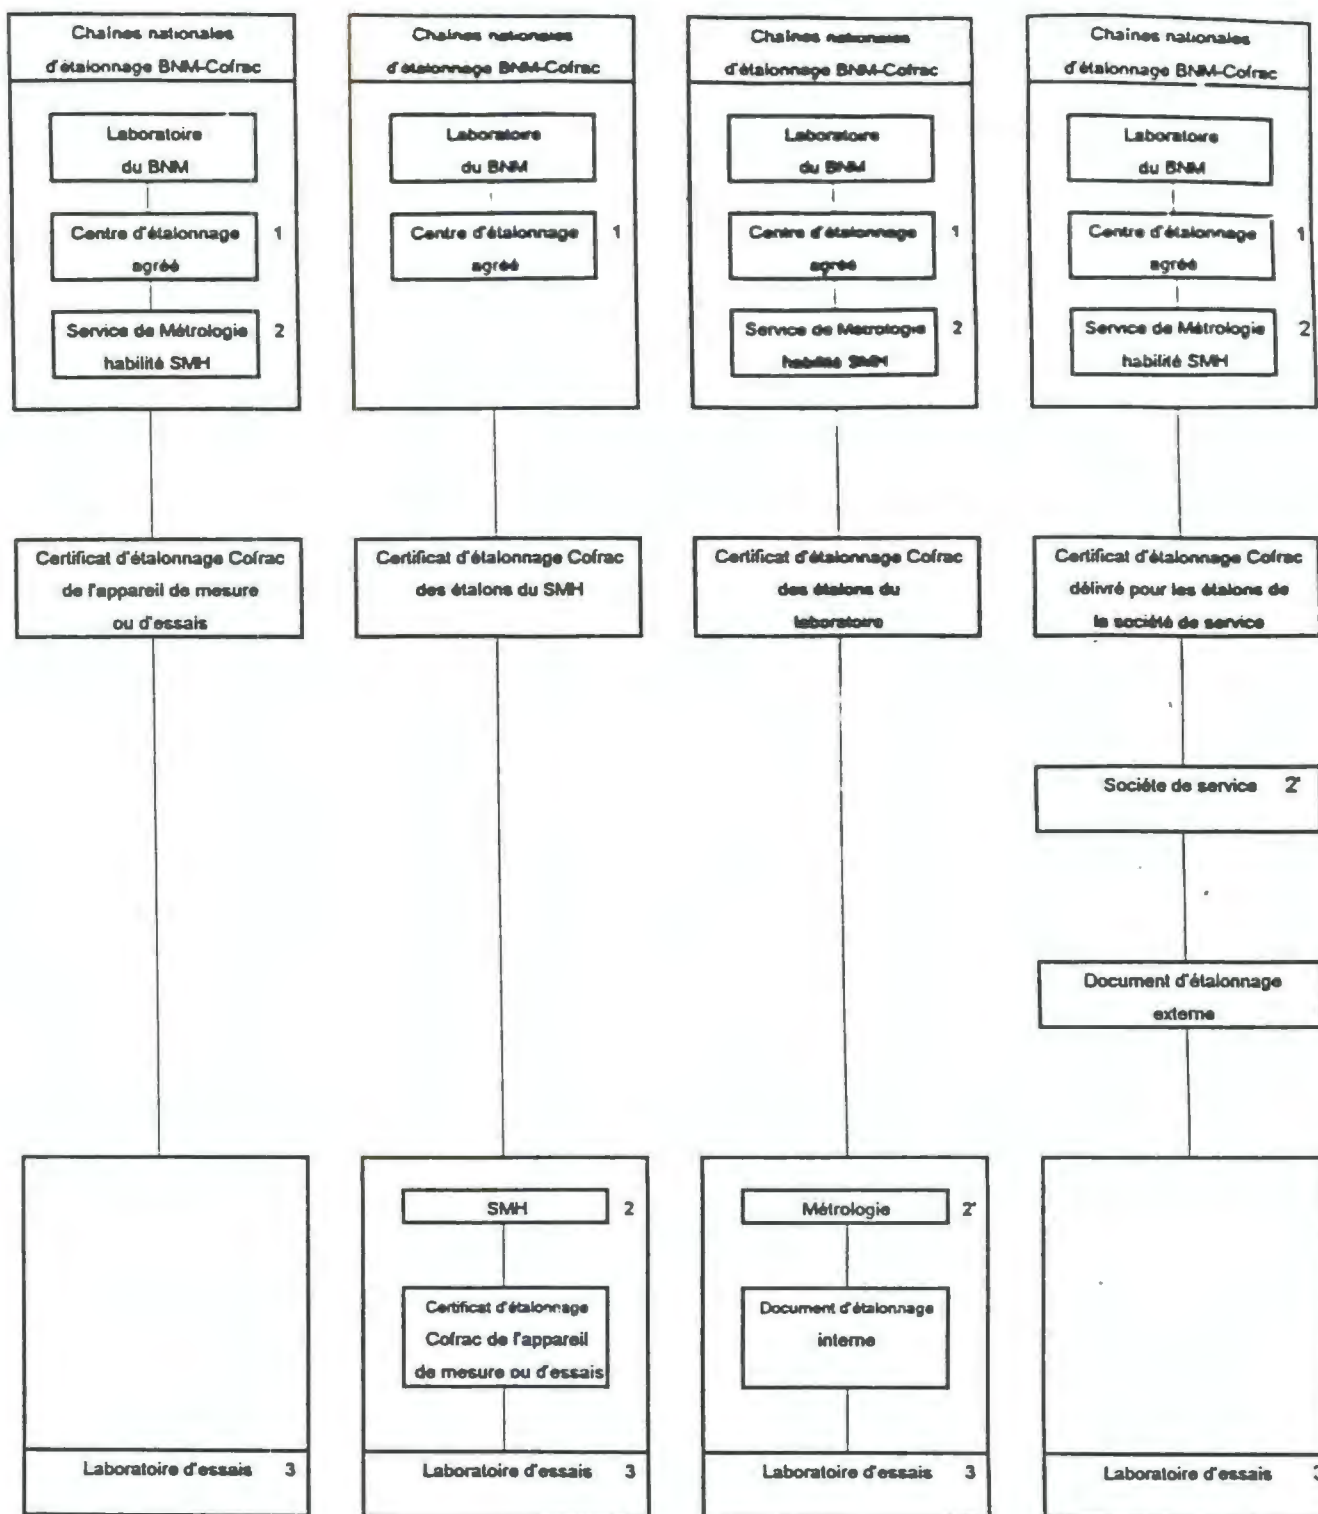 Chaînes nationales
d'étalonnage BNM-Cofrac
Laboratoire
du BNM
Centre d'étalonnage 1
agréé
Service de Métrologie 2
habilité SMH
Certificat d'étalonnage Cofrac
de l'appareil de mesure
ou d'essais
Laboratoire d'essais 3
Chaînes nationales
d'étalonnage BNM-Cofrac
Laboratoire
du BNM
Centre d'étalonnage 1
agréé
Certificat d'étalonnage Cofrac
des étalons du SMH
SMH 2
Certificat d'étalonnage
Cofrac de l'appareil
de mesure ou d'essais
Laboratoire d'essais 3
Chaînes nationales
d'étalonnage BNM-Cofrac
Laboratoire
du BNM
Centre d'étalonnage 1
agréé
Service de Métrologie 2
habilité SMH
Certificat d'étalonnage Cofrac
des étalons du
laboratoire
Métrologie 2'
Document d'étalonnage
interne
Laboratoire d'essais 3
Chaînes nationales
d'étalonnage BNM-Cofrac
Laboratoire
du BNM
Centre d'étalonnage 1
agréé
Service de Métrologie 2
habilité SMH
Certificat d'étalonnage Cofrac
délivré pour les étalons de
la société de service
Société de service 2'
Document d'étalonnage
externe
Laboratoire d'essais 3